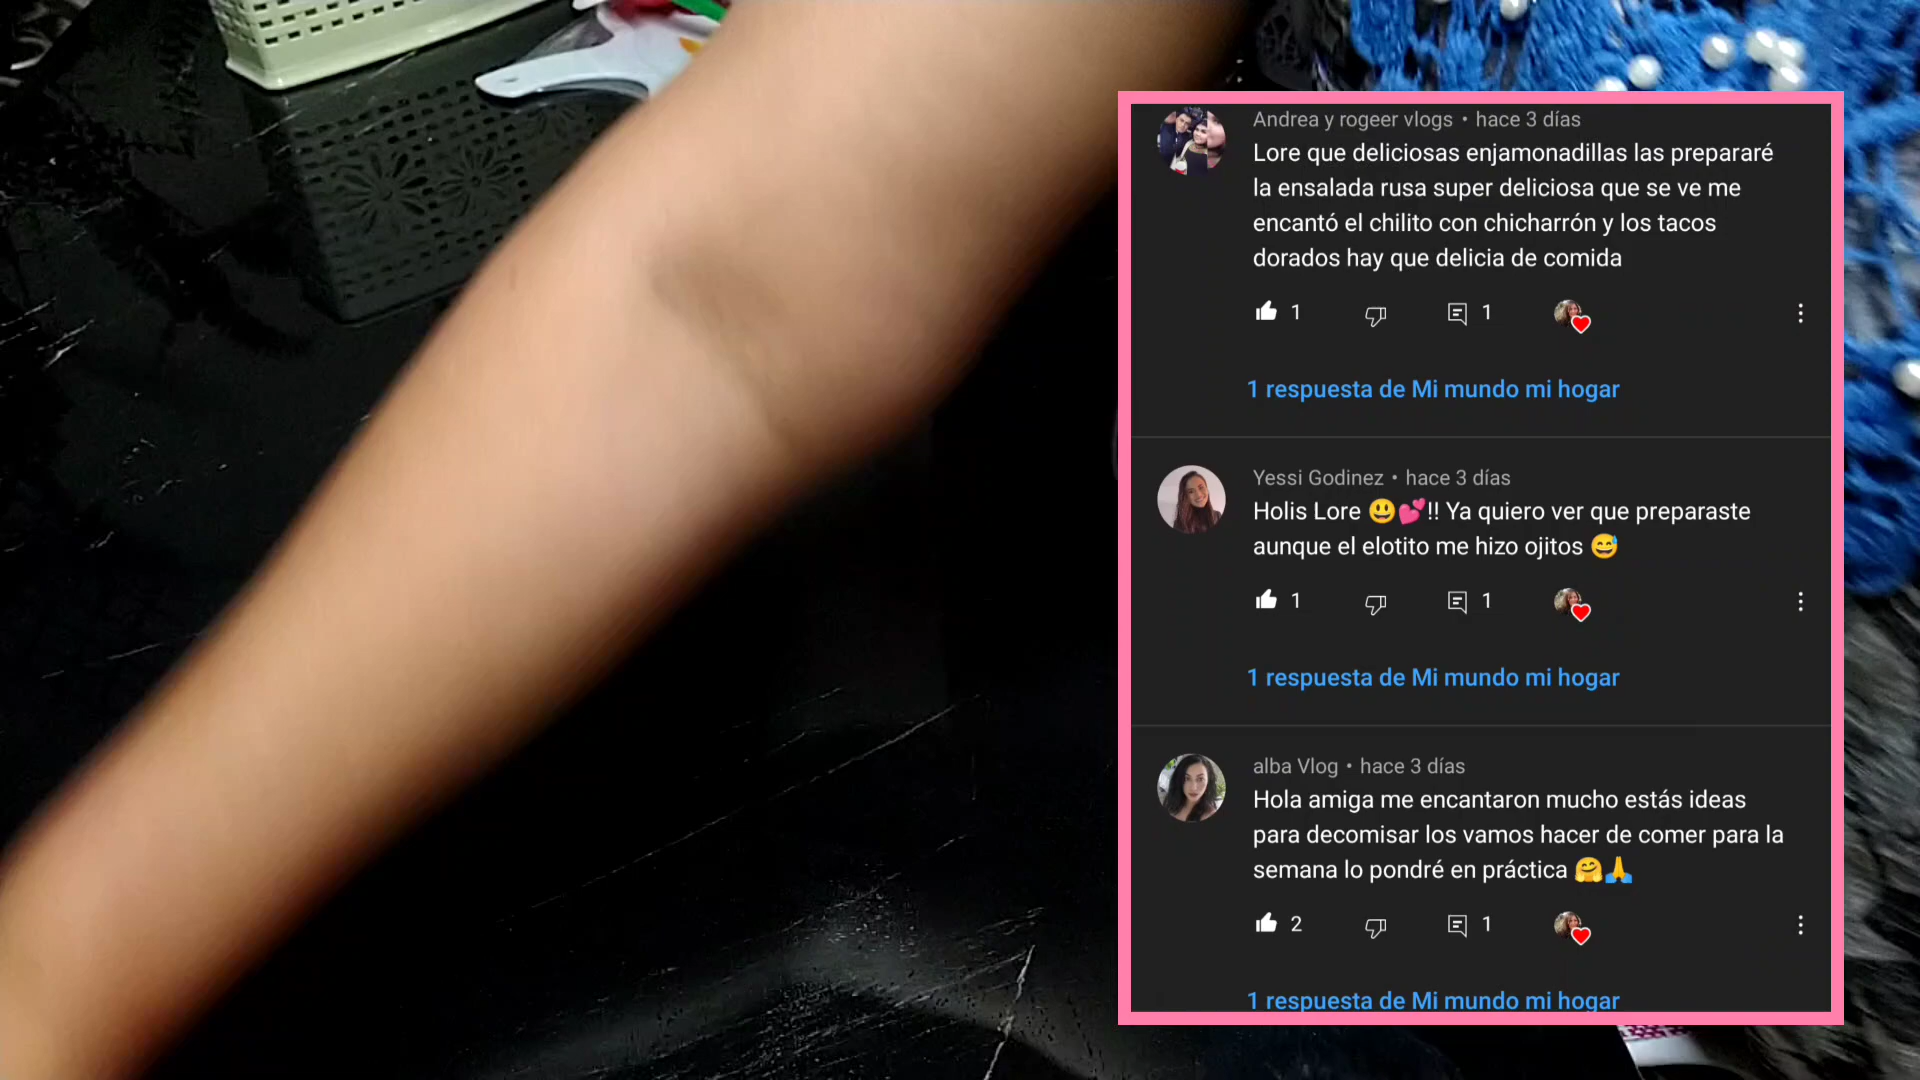 Andrea y rogeer vlogs • hace 3 días
Lore que deliciosas enjamonadillas las prepararé
la ensalada rusa super deliciosa que se ve me
encantó el chilito con chicharrón y los tacos
dorados hay que delicia de comida
1 1
1 respuesta de Mi mundo mi hogar
Yessi Godinez • hace 3 días
Holis Lore 😃💕!! Ya quiero ver que preparaste
aunque el elotito me hizo ojitos 😅
1 1
1 respuesta de Mi mundo mi hogar
alba Vlog • hace 3 días
Hola amiga me encantaron mucho estás ideas
para decomisar los vamos hacer de comer para la
semana lo pondré en práctica 🤗🙏
2 1
1 respuesta de Mi mundo mi hogar